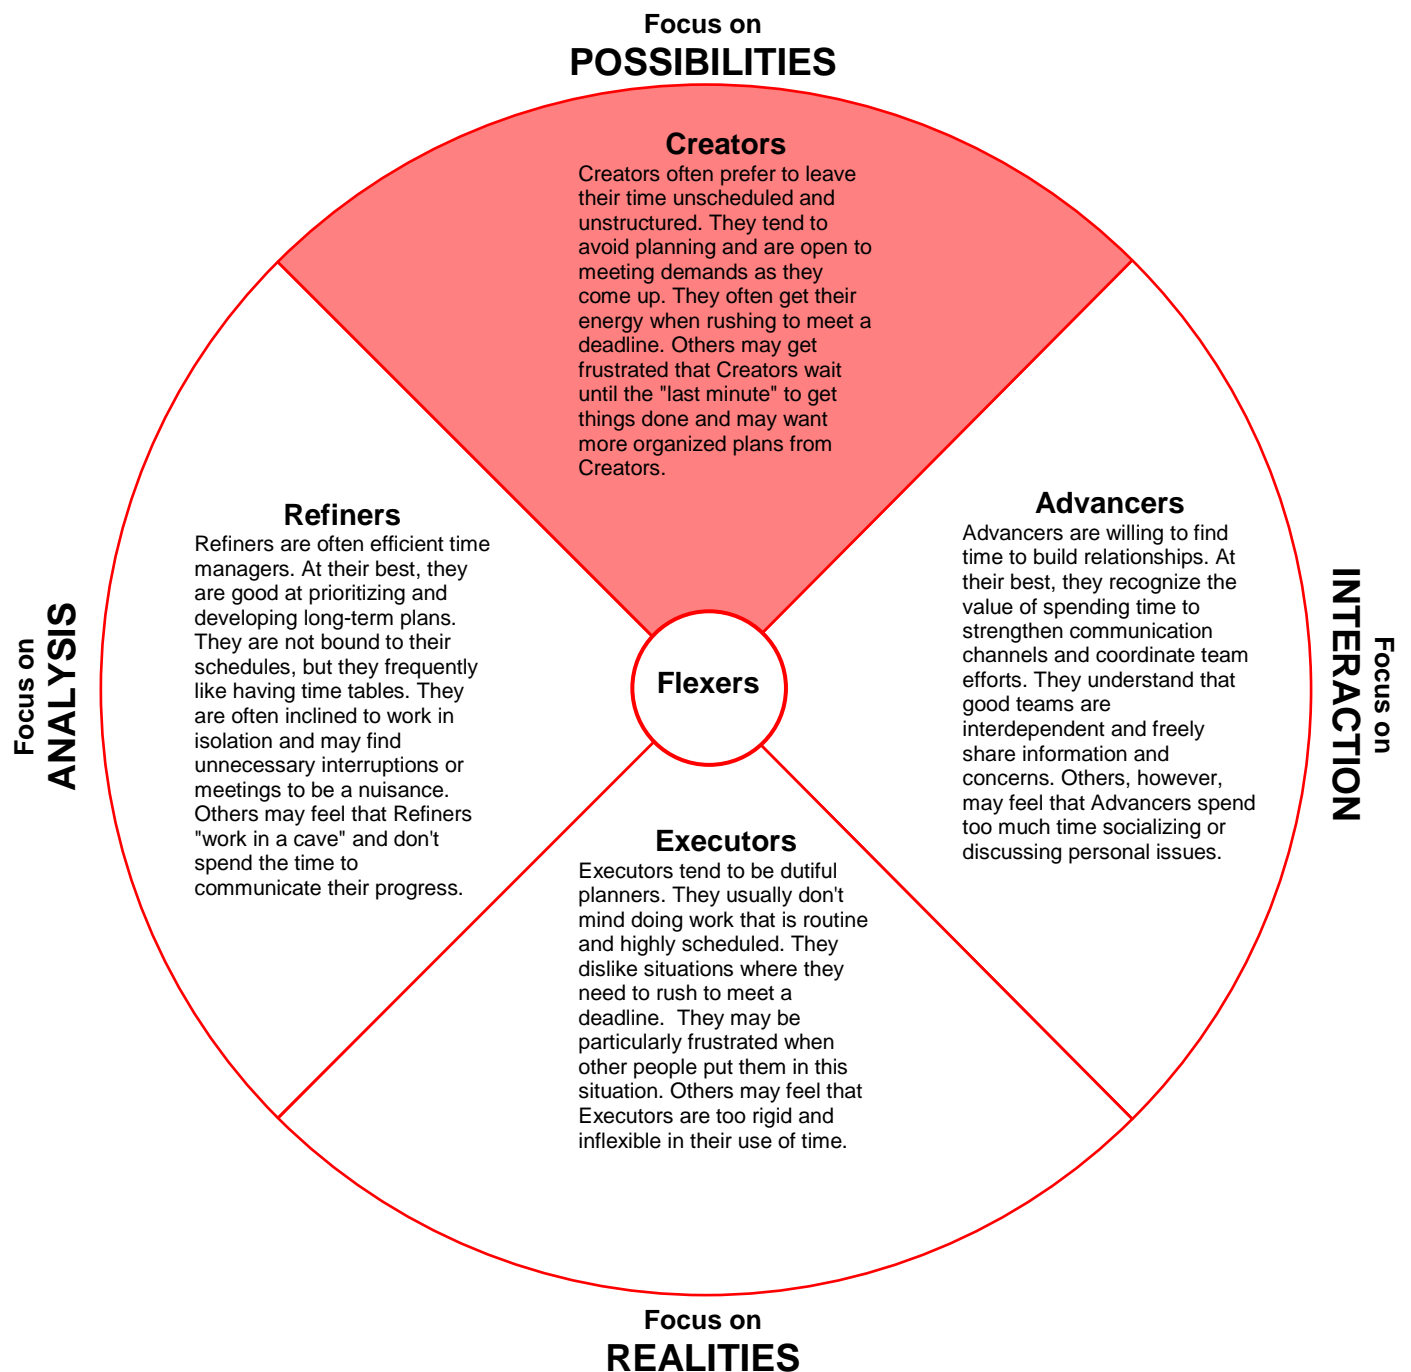 Focus on
POSSIBILITIES
Creators
Creators often prefer to leave
their time unscheduled and
unstructured. They tend to
avoid planning and are open to
meeting demands as they
come up. They often get their
energy when rushing to meet a
deadline. Others may get
frustrated that Creators wait
until the "last minute" to get
things done and may want
more organized plans from
Creators.
Focus on
ANALYSIS
Refiners
Refiners are often efficient time
managers. At their best, they
are good at prioritizing and
developing long-term plans.
They are not bound to their
schedules, but they frequently
like having time tables. They
are often inclined to work in
isolation and may find
unnecessary interruptions or
meetings to be a nuisance.
Others may feel that Refiners
"work in a cave" and don't
spend the time to
communicate their progress.
Flexers
Advancers
Advancers are willing to find
time to build relationships. At
their best, they recognize the
value of spending time to
strengthen communication
channels and coordinate team
efforts. They understand that
good teams are
interdependent and freely
share information and
concerns. Others, however,
may feel that Advancers spend
too much time socializing or
discussing personal issues.
Focus on
INTERACTION
Executors
Executors tend to be dutiful
planners. They usually don't
mind doing work that is routine
and highly scheduled. They
dislike situations where they
need to rush to meet a
deadline.  They may be
particularly frustrated when
other people put them in this
situation. Others may feel that
Executors are too rigid and
inflexible in their use of time.
Focus on
REALITIES